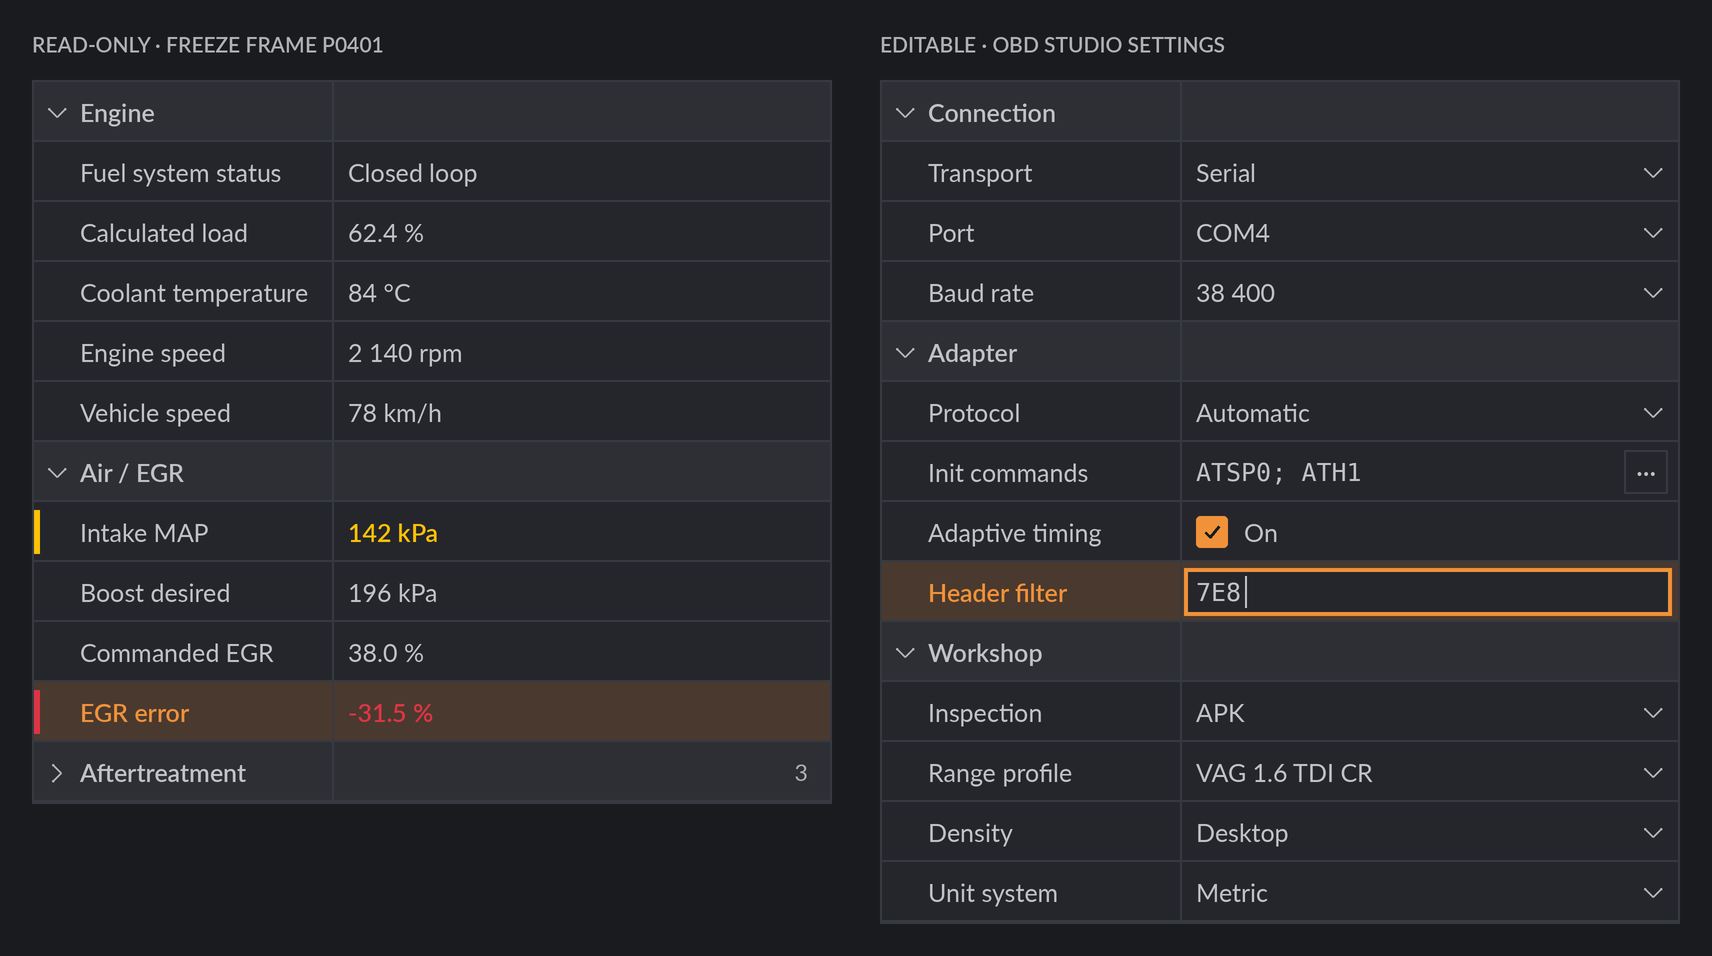 READ-ONLY · FREEZE FRAME P0401
Engine
Fuel system status Closed loop
Calculated load 62.4 %
Coolant temperature 84 °C
Engine speed 2 140 rpm
Vehicle speed 78 km/h
Air / EGR
Intake MAP 142 kPa
Boost desired 196 kPa
Commanded EGR 38.0 %
EGR error -31.5 %
Aftertreatment 3
EDITABLE · OBD STUDIO SETTINGS
Connection
Transport Serial
Port COM4
Baud rate 38 400
Adapter
Protocol Automatic
Init commands ATSP0; ATH1 ...
Adaptive timing On
Header filter 7E8
Workshop
Inspection APK
Range profile VAG 1.6 TDI CR
Density Desktop
Unit system Metric